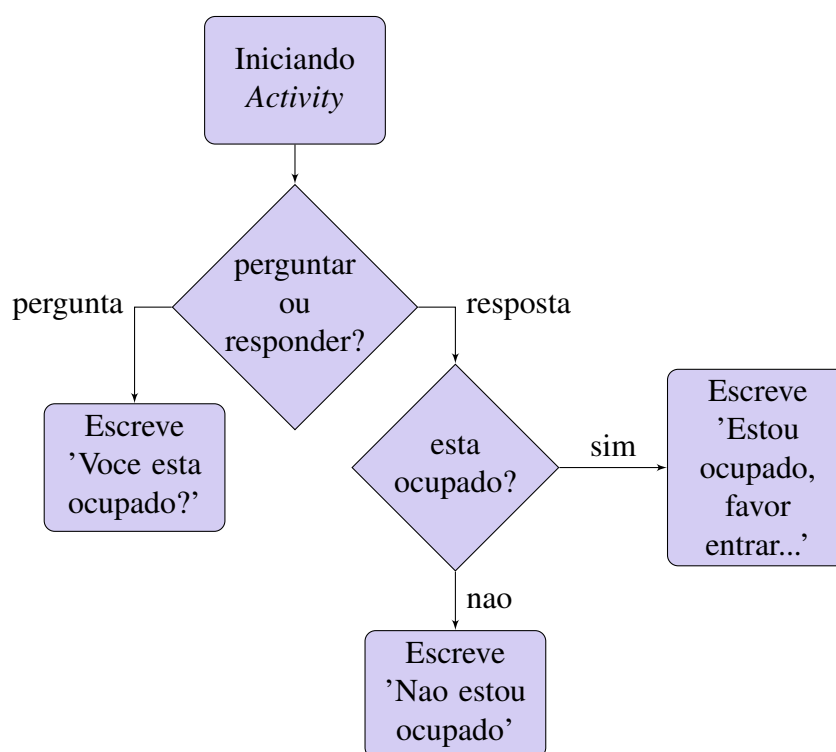 Iniciando
Activity
perguntar
ou
responder?
pergunta
resposta
Escreve
'Voce esta
ocupado?’
esta
ocupado?
sim
Escreve
’Estou
ocupado,
favor
entrar...’
nao
Escreve
’Nao estou
ocupado’